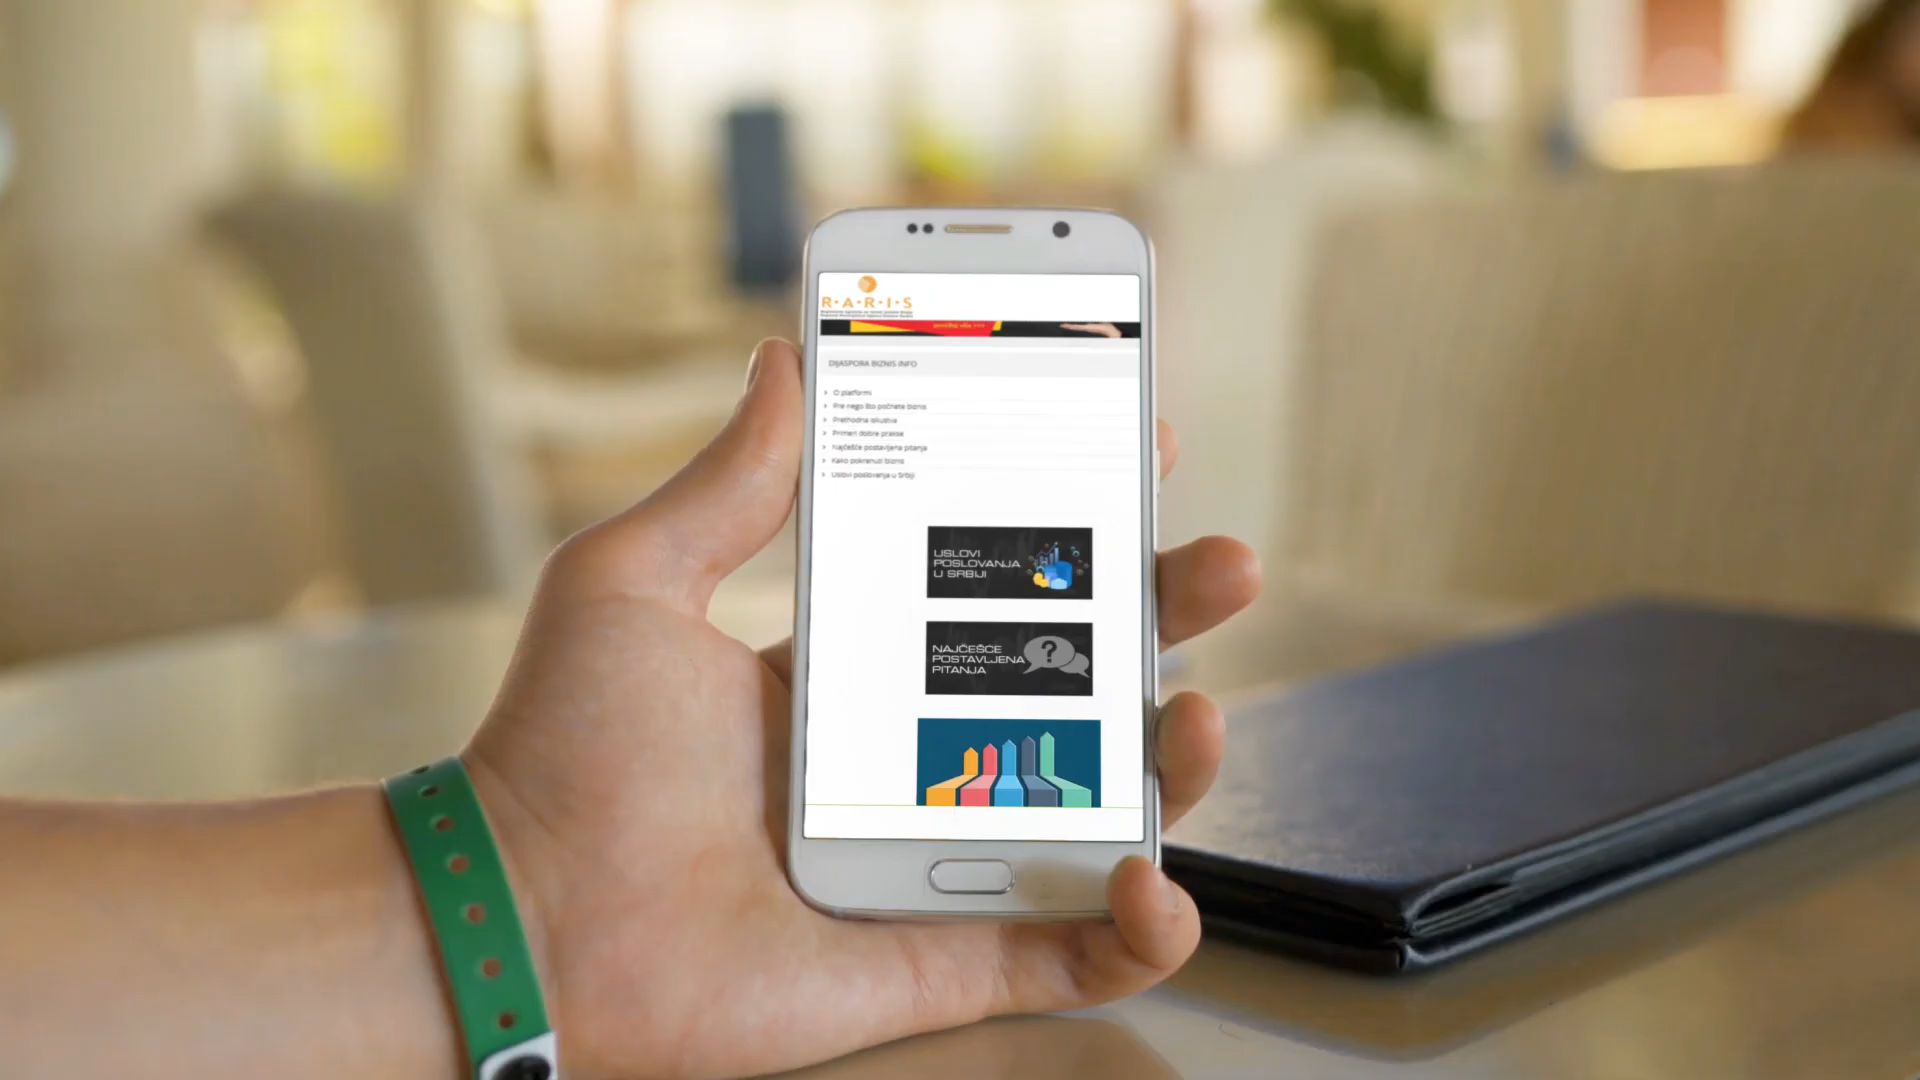 R·A·R·I·S
DIJASPORA BIZNIS INFO
O platformi
Pre nego što počnete biznis
Prethodna iskustva
Primeri dobre prakse
Najčešće postavljena pitanja
Kako pokrenuti biznis
Uslovi poslovanja u Srbiji
USLOVI
POSLOVANJA
U SRBIJI
NAJČEŠĆE
POSTAVLJENA
PITANJA
?